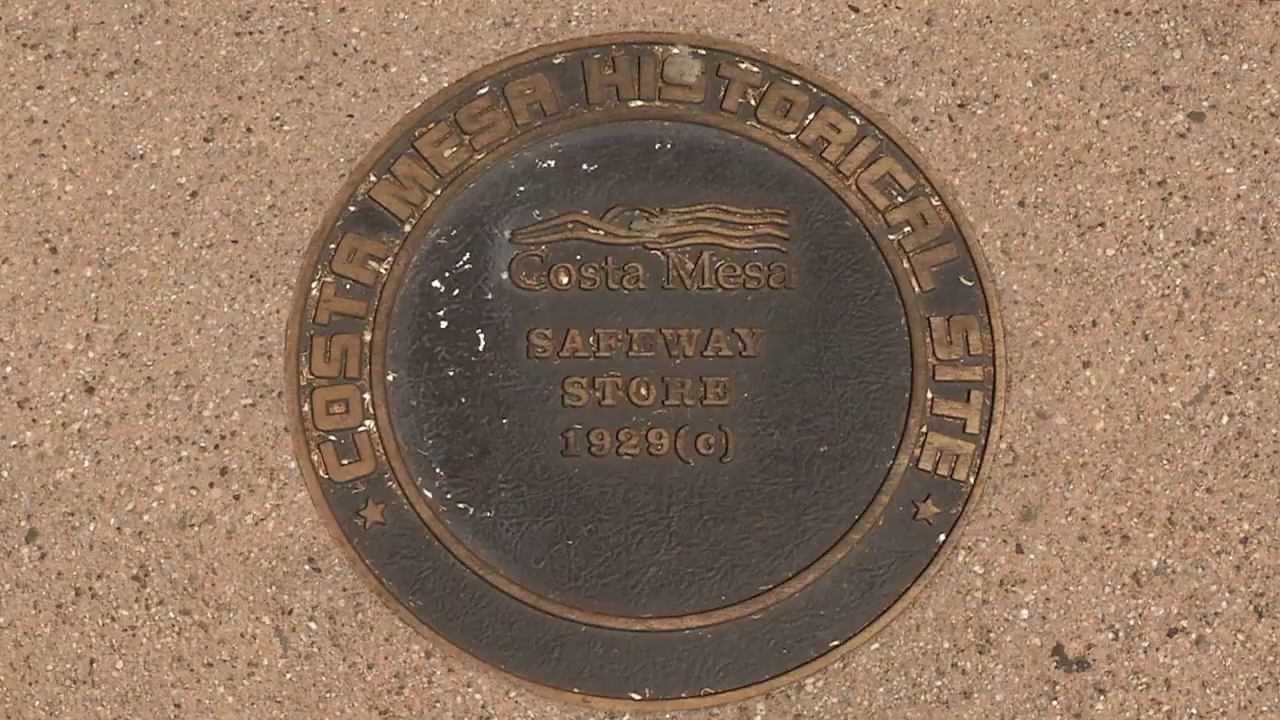 COSTA MESA HISTORICAL SITE
Costa Mesa
SAFEWAY
STORE
1929(c)